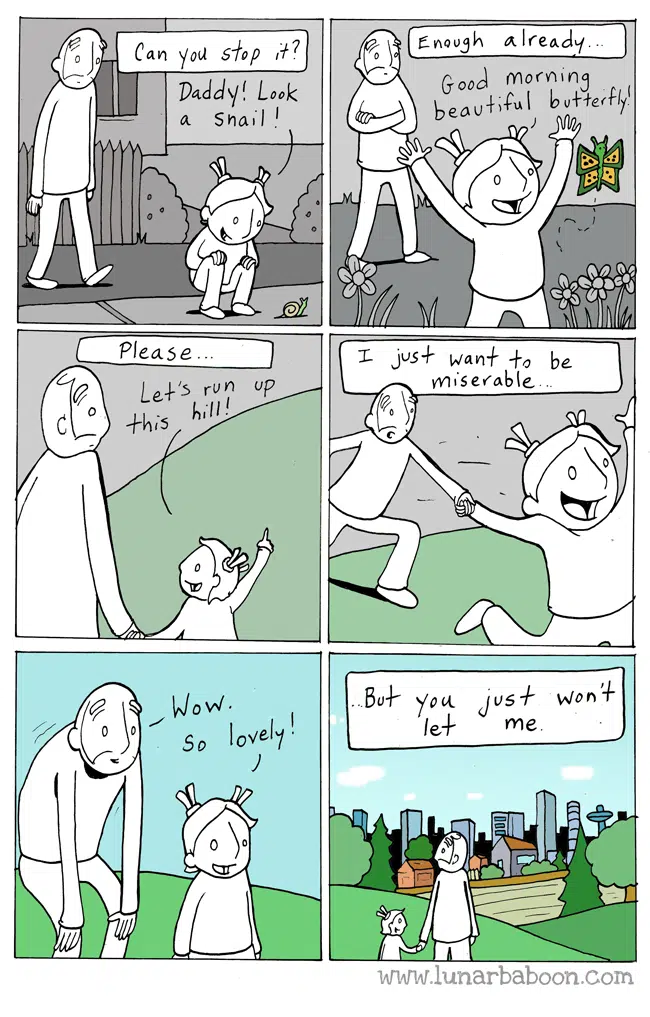 Can you stop it?
Daddy! Look
a snail!
Enough already...
Good morning
beautiful butterfly!
Please...
Let's run up
this hill!
I just want to be
miserable...
Wow.
So lovely!
...But you just won't
let me.
www.lunarbaboon.com